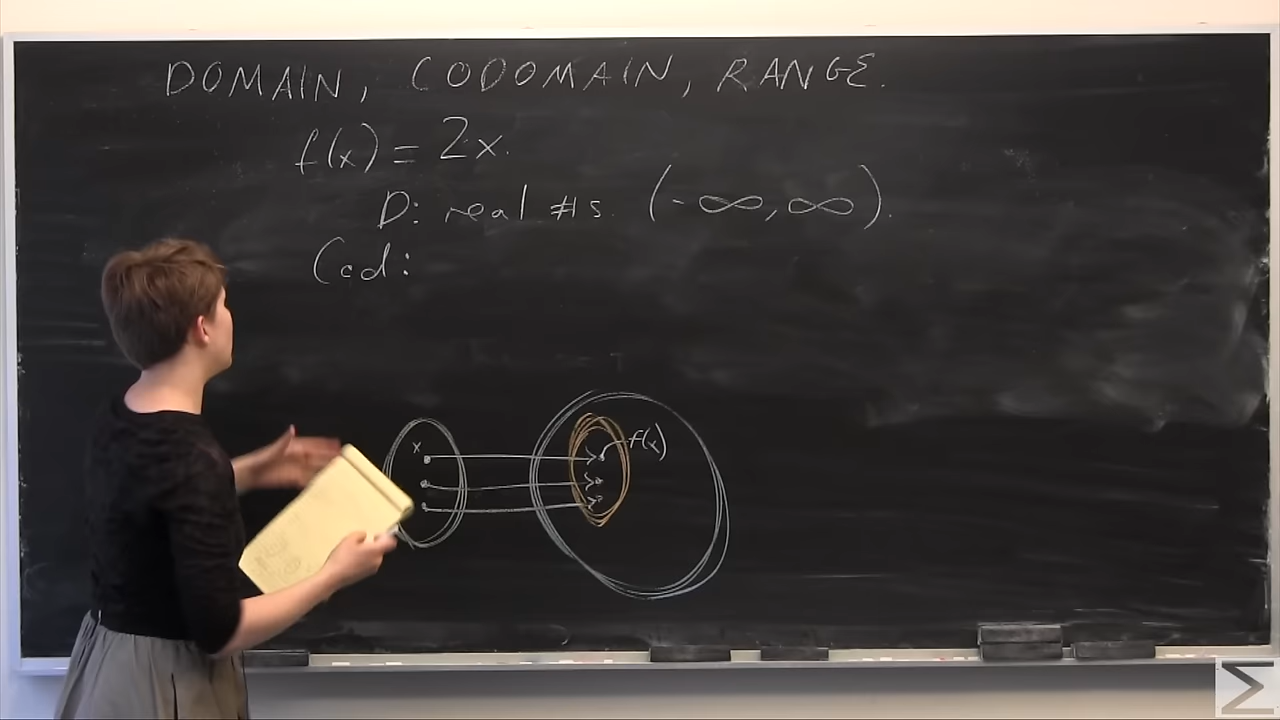 DOMAIN, CODOMAIN, RANGE.
f(x) = 2x.
D: real #s (-∞, ∞).
Cod:
x
f(x)
Σ